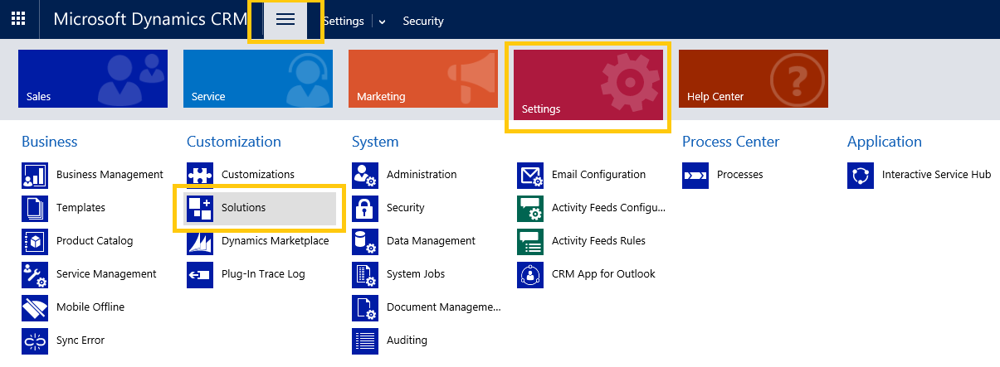 Microsoft Dynamics CRM Settings Security
Sales Service Marketing Settings Help Center
Business
Business Management
Templates
Product Catalog
Service Management
Mobile Offline
Sync Error
Customization
Customizations
Solutions
Dynamics Marketplace
Plug-In Trace Log
System
Administration
Security
Data Management
System Jobs
Document Manageme...
Auditing
Email Configuration
Activity Feeds Configu...
Activity Feeds Rules
CRM App for Outlook
Process Center
Processes
Application
Interactive Service Hub